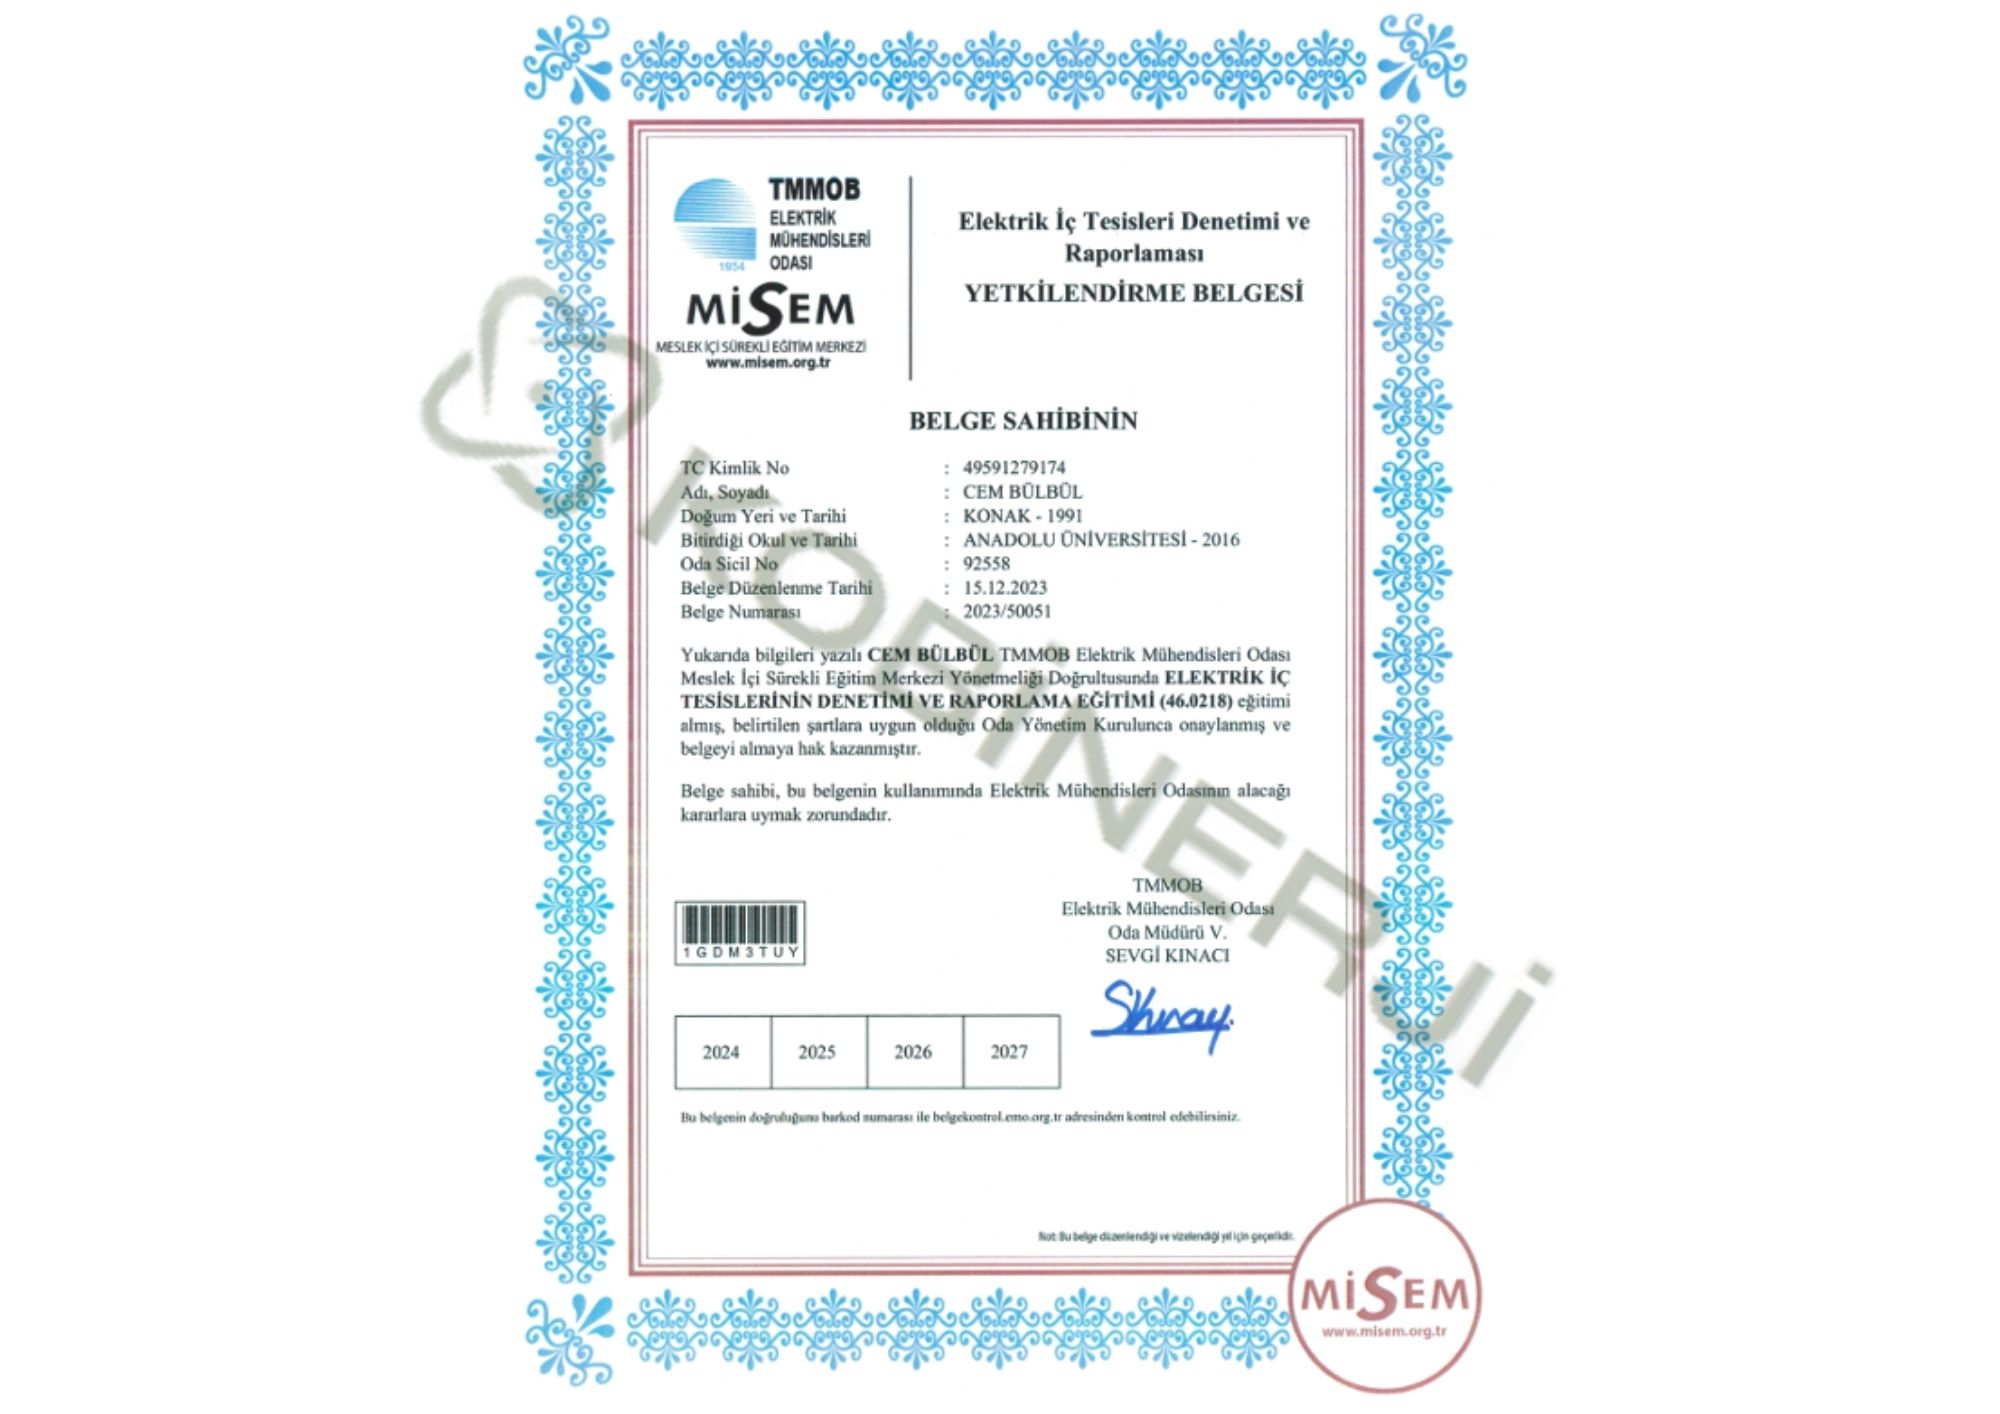 TMMOB
ELEKTRİK
MÜHENDİSLERİ
ODASI
1954
MİSEM
MESLEK İÇİ SÜREKLİ EĞİTİM MERKEZİ
www.misem.org.tr
Elektrik İç Tesisleri Denetimi ve
Raporlaması
YETKİLENDİRME BELGESİ
BELGE SAHİBİNİN
TC Kimlik No : 49591279174
Adı, Soyadı : CEM BÜLBÜL
Doğum Yeri ve Tarihi : KONAK - 1991
Bitirdiği Okul ve Tarihi : ANADOLU ÜNİVERSİTESİ - 2016
Oda Sicil No : 92558
Belge Düzenlenme Tarihi : 15.12.2023
Belge Numarası : 2023/50051
Yukarıda bilgileri yazılı CEM BÜLBÜL TMMOB Elektrik Mühendisleri Odası
Meslek İçi Sürekli Eğitim Merkezi Yönetmeliği Doğrultusunda ELEKTRİK İÇ
TESİSLERİNİN DENETİMİ VE RAPORLAMA EĞİTİMİ (46.0218) eğitimi
almış, belirtilen şartlara uygun olduğu Oda Yönetim Kurulunca onaylanmış ve
belgeyi almaya hak kazanmıştır.
Belge sahibi, bu belgenin kullanımında Elektrik Mühendisleri Odasının alacağı
kararlara uymak zorundadır.
KOBİNERJİ
TMMOB
Elektrik Mühendisleri Odası
Oda Müdürü V.
SEVGİ KINACI
1GDM3TUY
2024 2025 2026 2027
Bu belgenin doğruluğunu barkod numarası ile belgekontrol.emo.org.tr adresinden kontrol edebilirsiniz.
Not: Bu belge düzenlendiği ve vizelendiği yıl için geçerlidir.
MİSEM
www.misem.org.tr